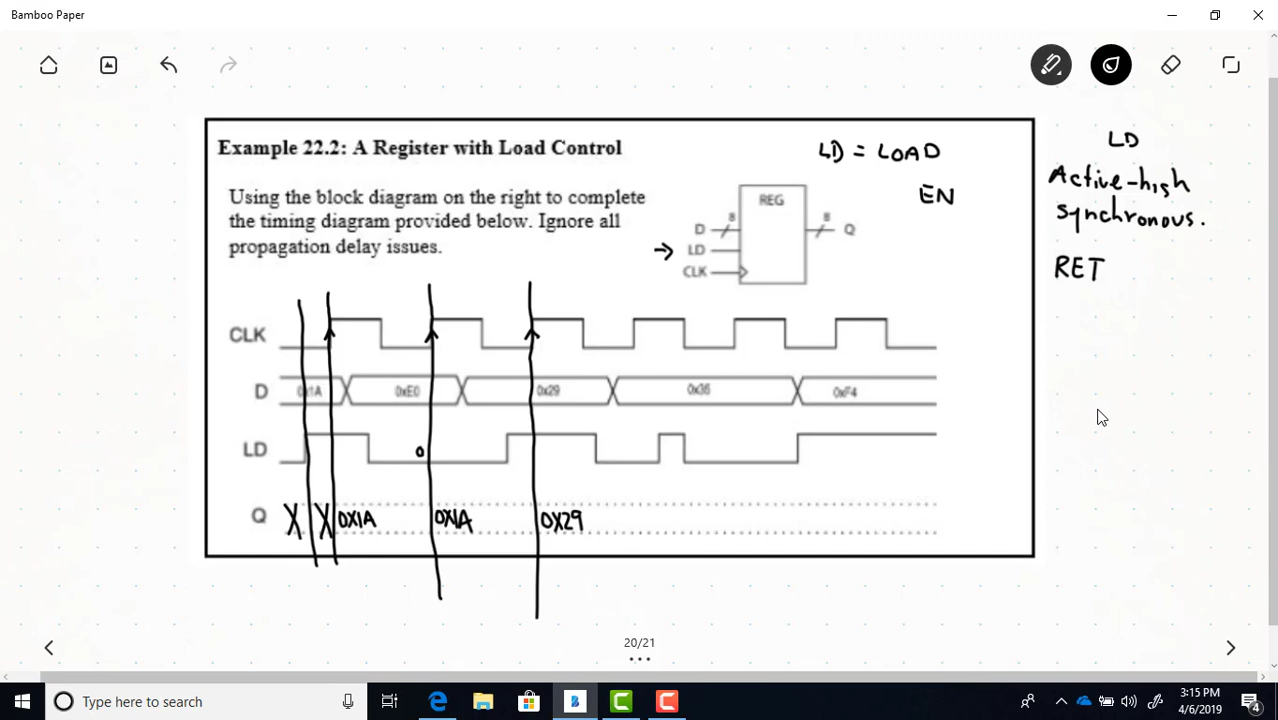 Bamboo Paper
Example 22.2: A Register with Load Control
LD = LOAD
EN
LD
Active-high
synchronous.
RET
Using the block diagram on the right to complete
the timing diagram provided below. Ignore all
propagation delay issues.
REG
D 8
8 Q
LD
CLK
CLK
D 0x1A 0xE0 0x29 0x36 0xF4
LD 0
Q X X 0X1A 0X1A 0X29
20/21
Type here to search
3:15 PM
4/6/2019
4